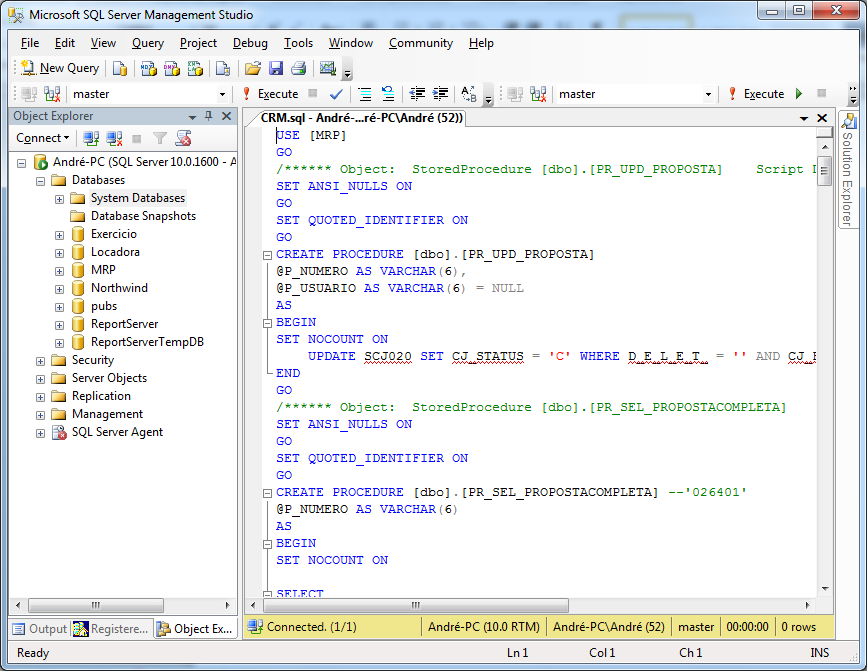 Microsoft SQL Server Management Studio
File Edit View Query Project Debug Tools Window Community Help
New Query
master Execute master Execute
Object Explorer
Connect
André-PC (SQL Server 10.0.1600 - A
Databases
System Databases
Database Snapshots
Exercicio
Locadora
MRP
Northwind
pubs
ReportServer
ReportServerTempDB
Security
Server Objects
Replication
Management
SQL Server Agent
Output Registere... Object Ex...
CRM.sql - André-...ré-PC\André (52))
USE [MRP]
GO
/****** Object:  StoredProcedure [dbo].[PR_UPD_PROPOSTA]    Script
SET ANSI_NULLS ON
GO
SET QUOTED_IDENTIFIER ON
GO
CREATE PROCEDURE [dbo].[PR_UPD_PROPOSTA]
@P_NUMERO AS VARCHAR(6),
@P_USUARIO AS VARCHAR(6) = NULL
AS
BEGIN
SET NOCOUNT ON
UPDATE SCJ020 SET CJ_STATUS = 'C' WHERE D_E_L_E_T_ = '' AND
END
GO
/****** Object:  StoredProcedure [dbo].[PR_SEL_PROPOSTACOMPLETA]
SET ANSI_NULLS ON
GO
SET QUOTED_IDENTIFIER ON
GO
CREATE PROCEDURE [dbo].[PR_SEL_PROPOSTACOMPLETA] --'026401'
@P_NUMERO AS VARCHAR(6)
AS
BEGIN
SET NOCOUNT ON
SELECT
Solution Explorer
Connected. (1/1) André-PC (10.0 RTM) André-PC\André (52) master 00:00:00 0 rows
Ready Ln 1 Col 1 Ch 1 INS